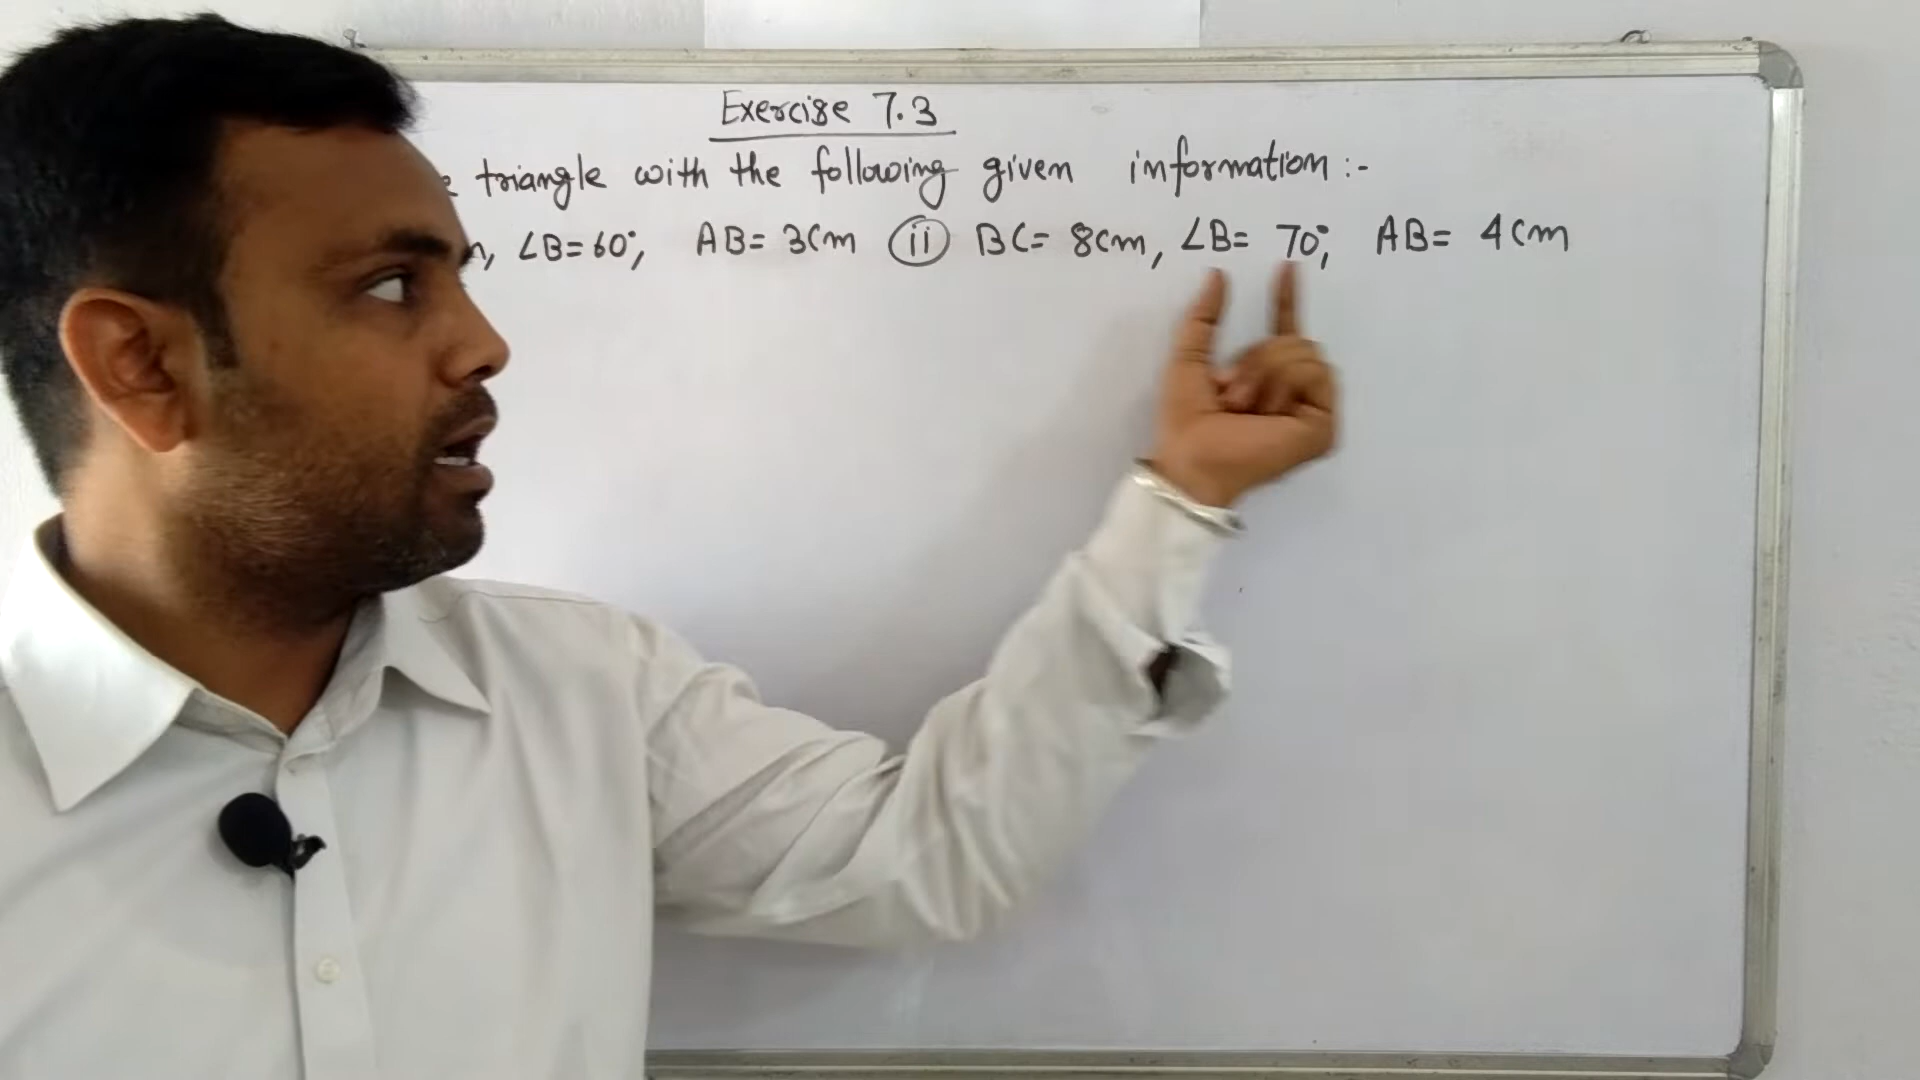 Exercise 7.3
triangle with the following given information :-
∠B= 60°, AB= 3cm (ii) BC= 8cm, ∠B= 70°, AB= 4cm